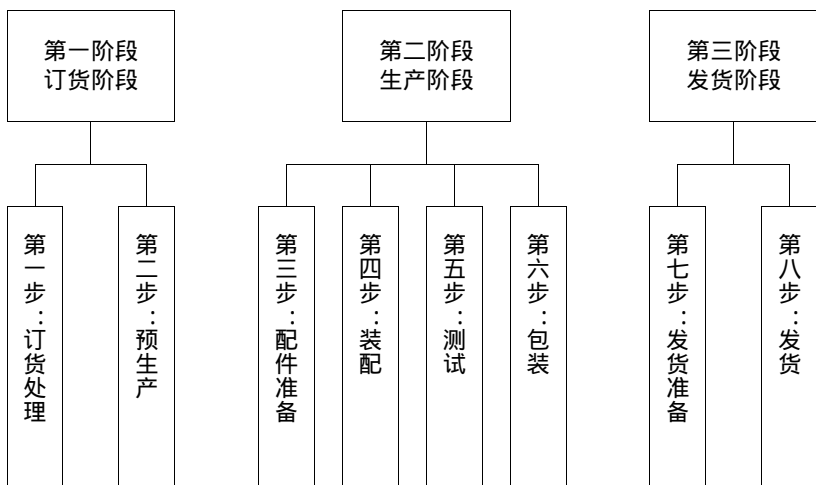 第一阶段
订货阶段
第二阶段
生产阶段
第三阶段
发货阶段
第一步：订货处理
第二步：预生产
第三步：配件准备
第四步：装配
第五步：测试
第六步：包装
第七步：发货准备
第八步：发货